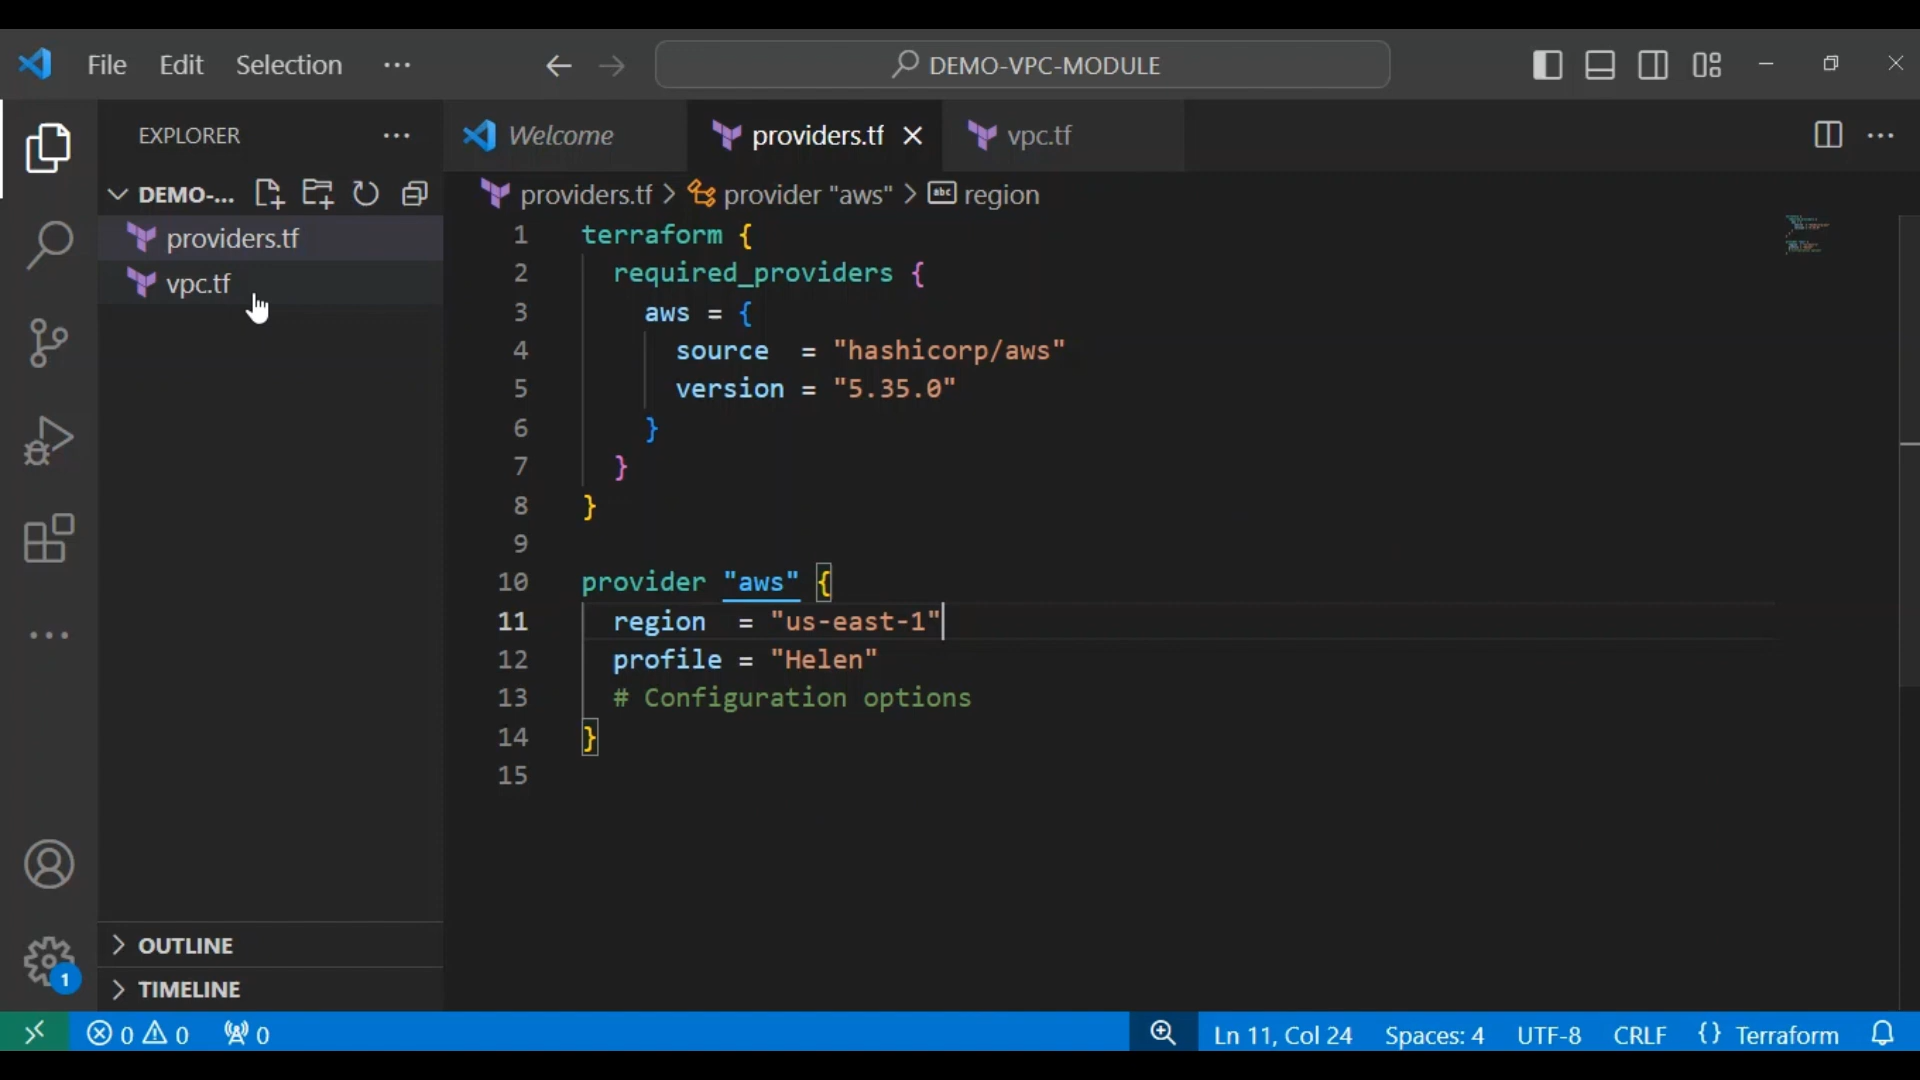 File Edit Selection ··· DEMO-VPC-MODULE
EXPLORER
DEMO-...
providers.tf
vpc.tf
OUTLINE
TIMELINE
Welcome providers.tf vpc.tf
providers.tf > provider "aws" > abc region
1 terraform {
2 required_providers {
3 aws = {
4 source = "hashicorp/aws"
5 version = "5.35.0"
6 }
7 }
8 }
9
10 provider "aws" {
11 region = "us-east-1"
12 profile = "Helen"
13 # Configuration options
14 }
15
1
0 0 0 Ln 11, Col 24 Spaces: 4 UTF-8 CRLF {} Terraform